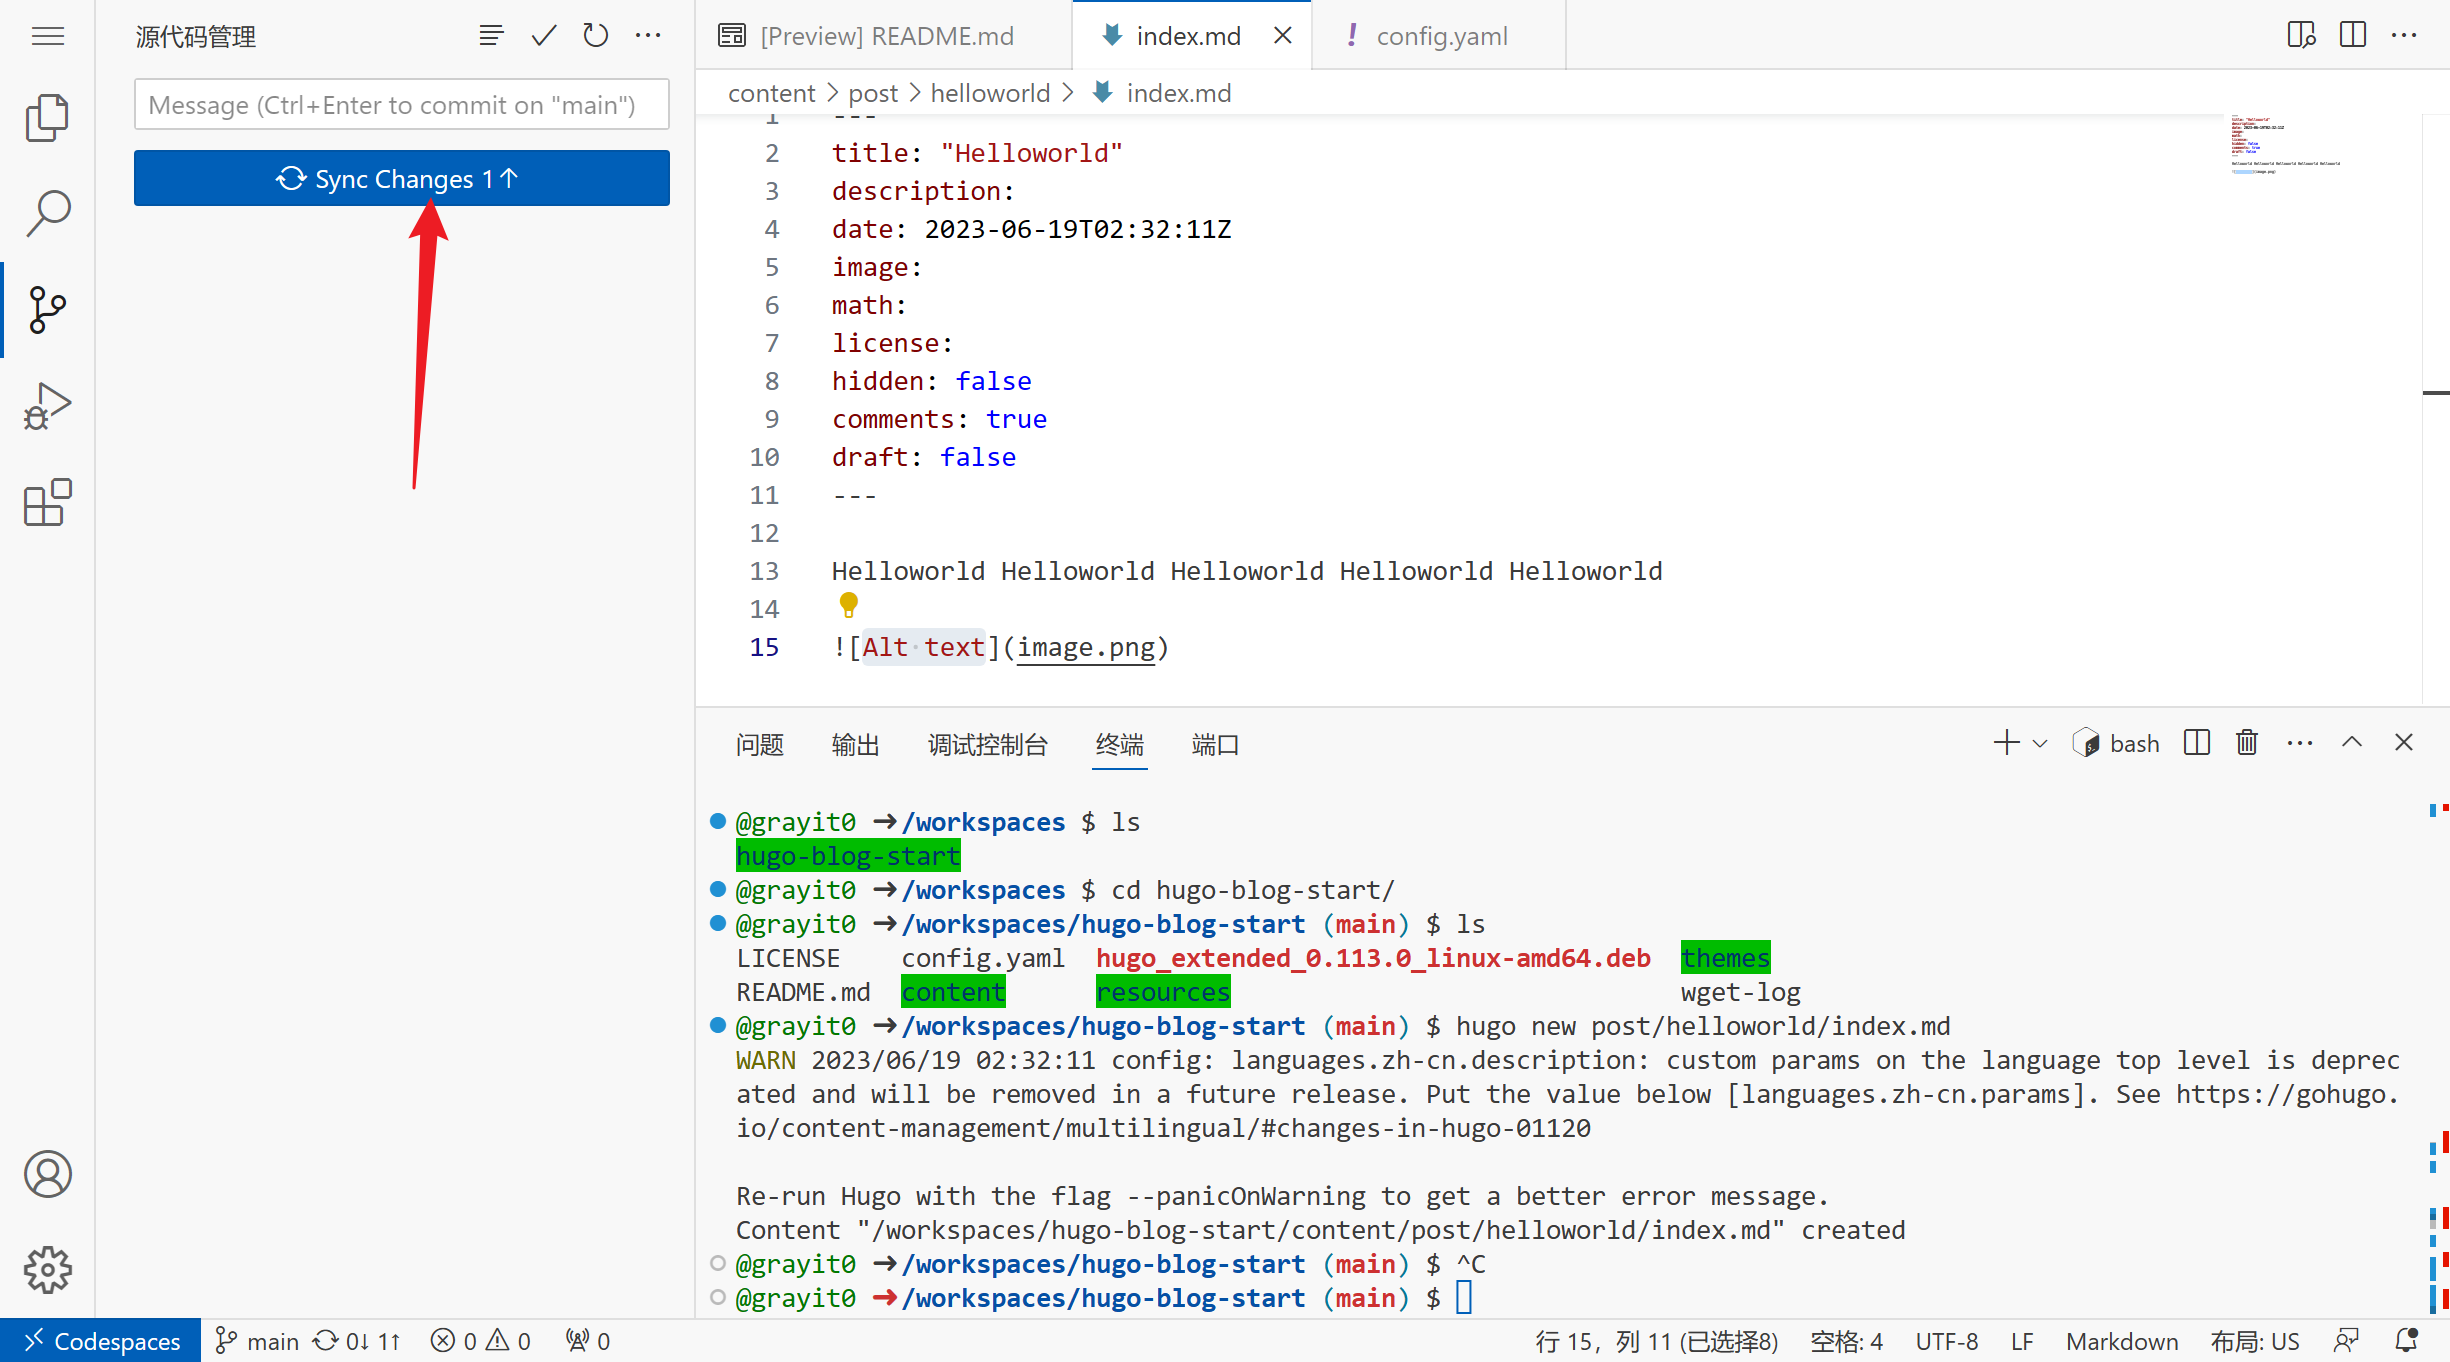 源代码管理
Message (Ctrl+Enter to commit on "main")
Sync Changes 1↑
[Preview] README.md
index.md
! config.yaml
content > post > helloworld > index.md
1 ---
2 title: "Helloworld"
3 description:
4 date: 2023-06-19T02:32:11Z
5 image:
6 math:
7 license:
8 hidden: false
9 comments: true
10 draft: false
11 ---
12
13 Helloworld Helloworld Helloworld Helloworld Helloworld
14
15 ![Alt·text](image.png)
问题 输出 调试控制台 终端 端口
bash
@grayit0 ➜/workspaces $ ls
hugo-blog-start
@grayit0 ➜/workspaces $ cd hugo-blog-start/
@grayit0 ➜/workspaces/hugo-blog-start (main) $ ls
LICENSE config.yaml hugo_extended_0.113.0_linux-amd64.deb themes
README.md content resources wget-log
@grayit0 ➜/workspaces/hugo-blog-start (main) $ hugo new post/helloworld/index.md
WARN 2023/06/19 02:32:11 config: languages.zh-cn.description: custom params on the language top level is deprec
ated and will be removed in a future release. Put the value below [languages.zh-cn.params]. See https://gohugo.
io/content-management/multilingual/#changes-in-hugo-01120
Re-run Hugo with the flag --panicOnWarning to get a better error message.
Content "/workspaces/hugo-blog-start/content/post/helloworld/index.md" created
@grayit0 ➜/workspaces/hugo-blog-start (main) $ ^C
@grayit0 ➜/workspaces/hugo-blog-start (main) $
Codespaces main 0↓ 1↑ 0 0 0 行 15，列 11 (已选择8) 空格: 4 UTF-8 LF Markdown 布局: US